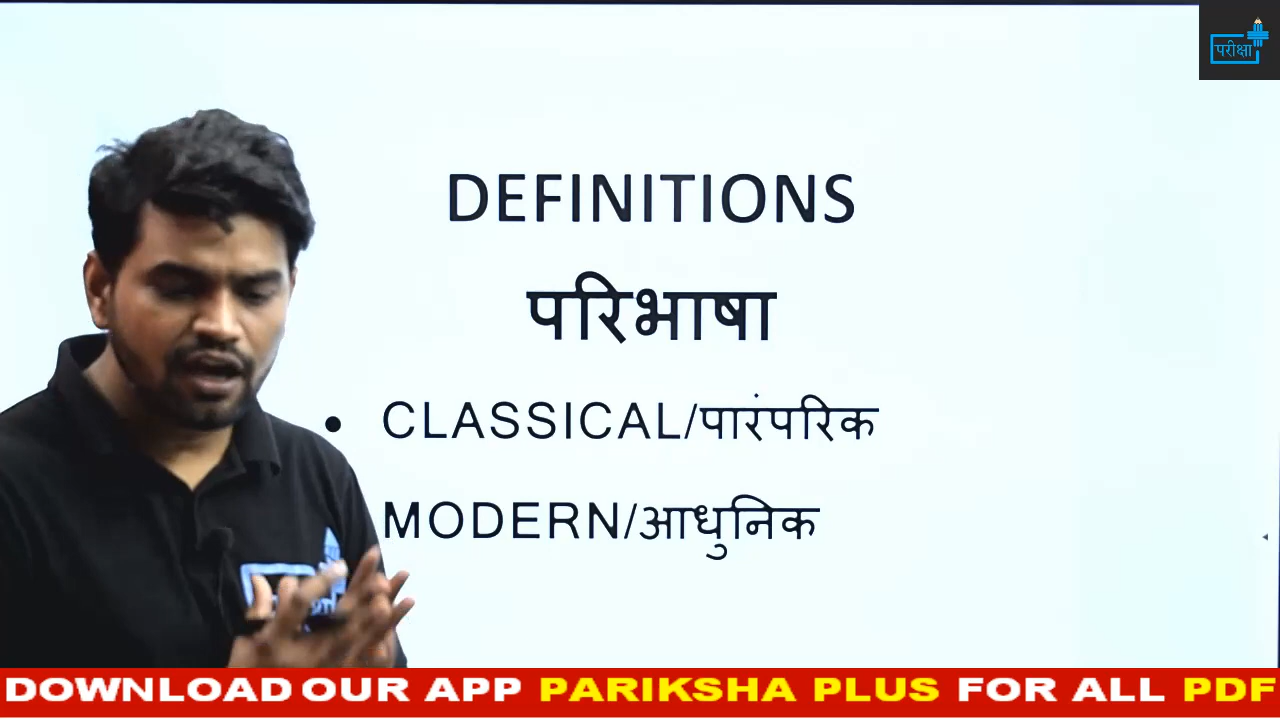 परीक्षा
DEFINITIONS
परिभाषा
• CLASSICAL/पारंपरिक
MODERN/आधुनिक
DOWNLOAD OUR APP PARIKSHA PLUS FOR ALL PDF